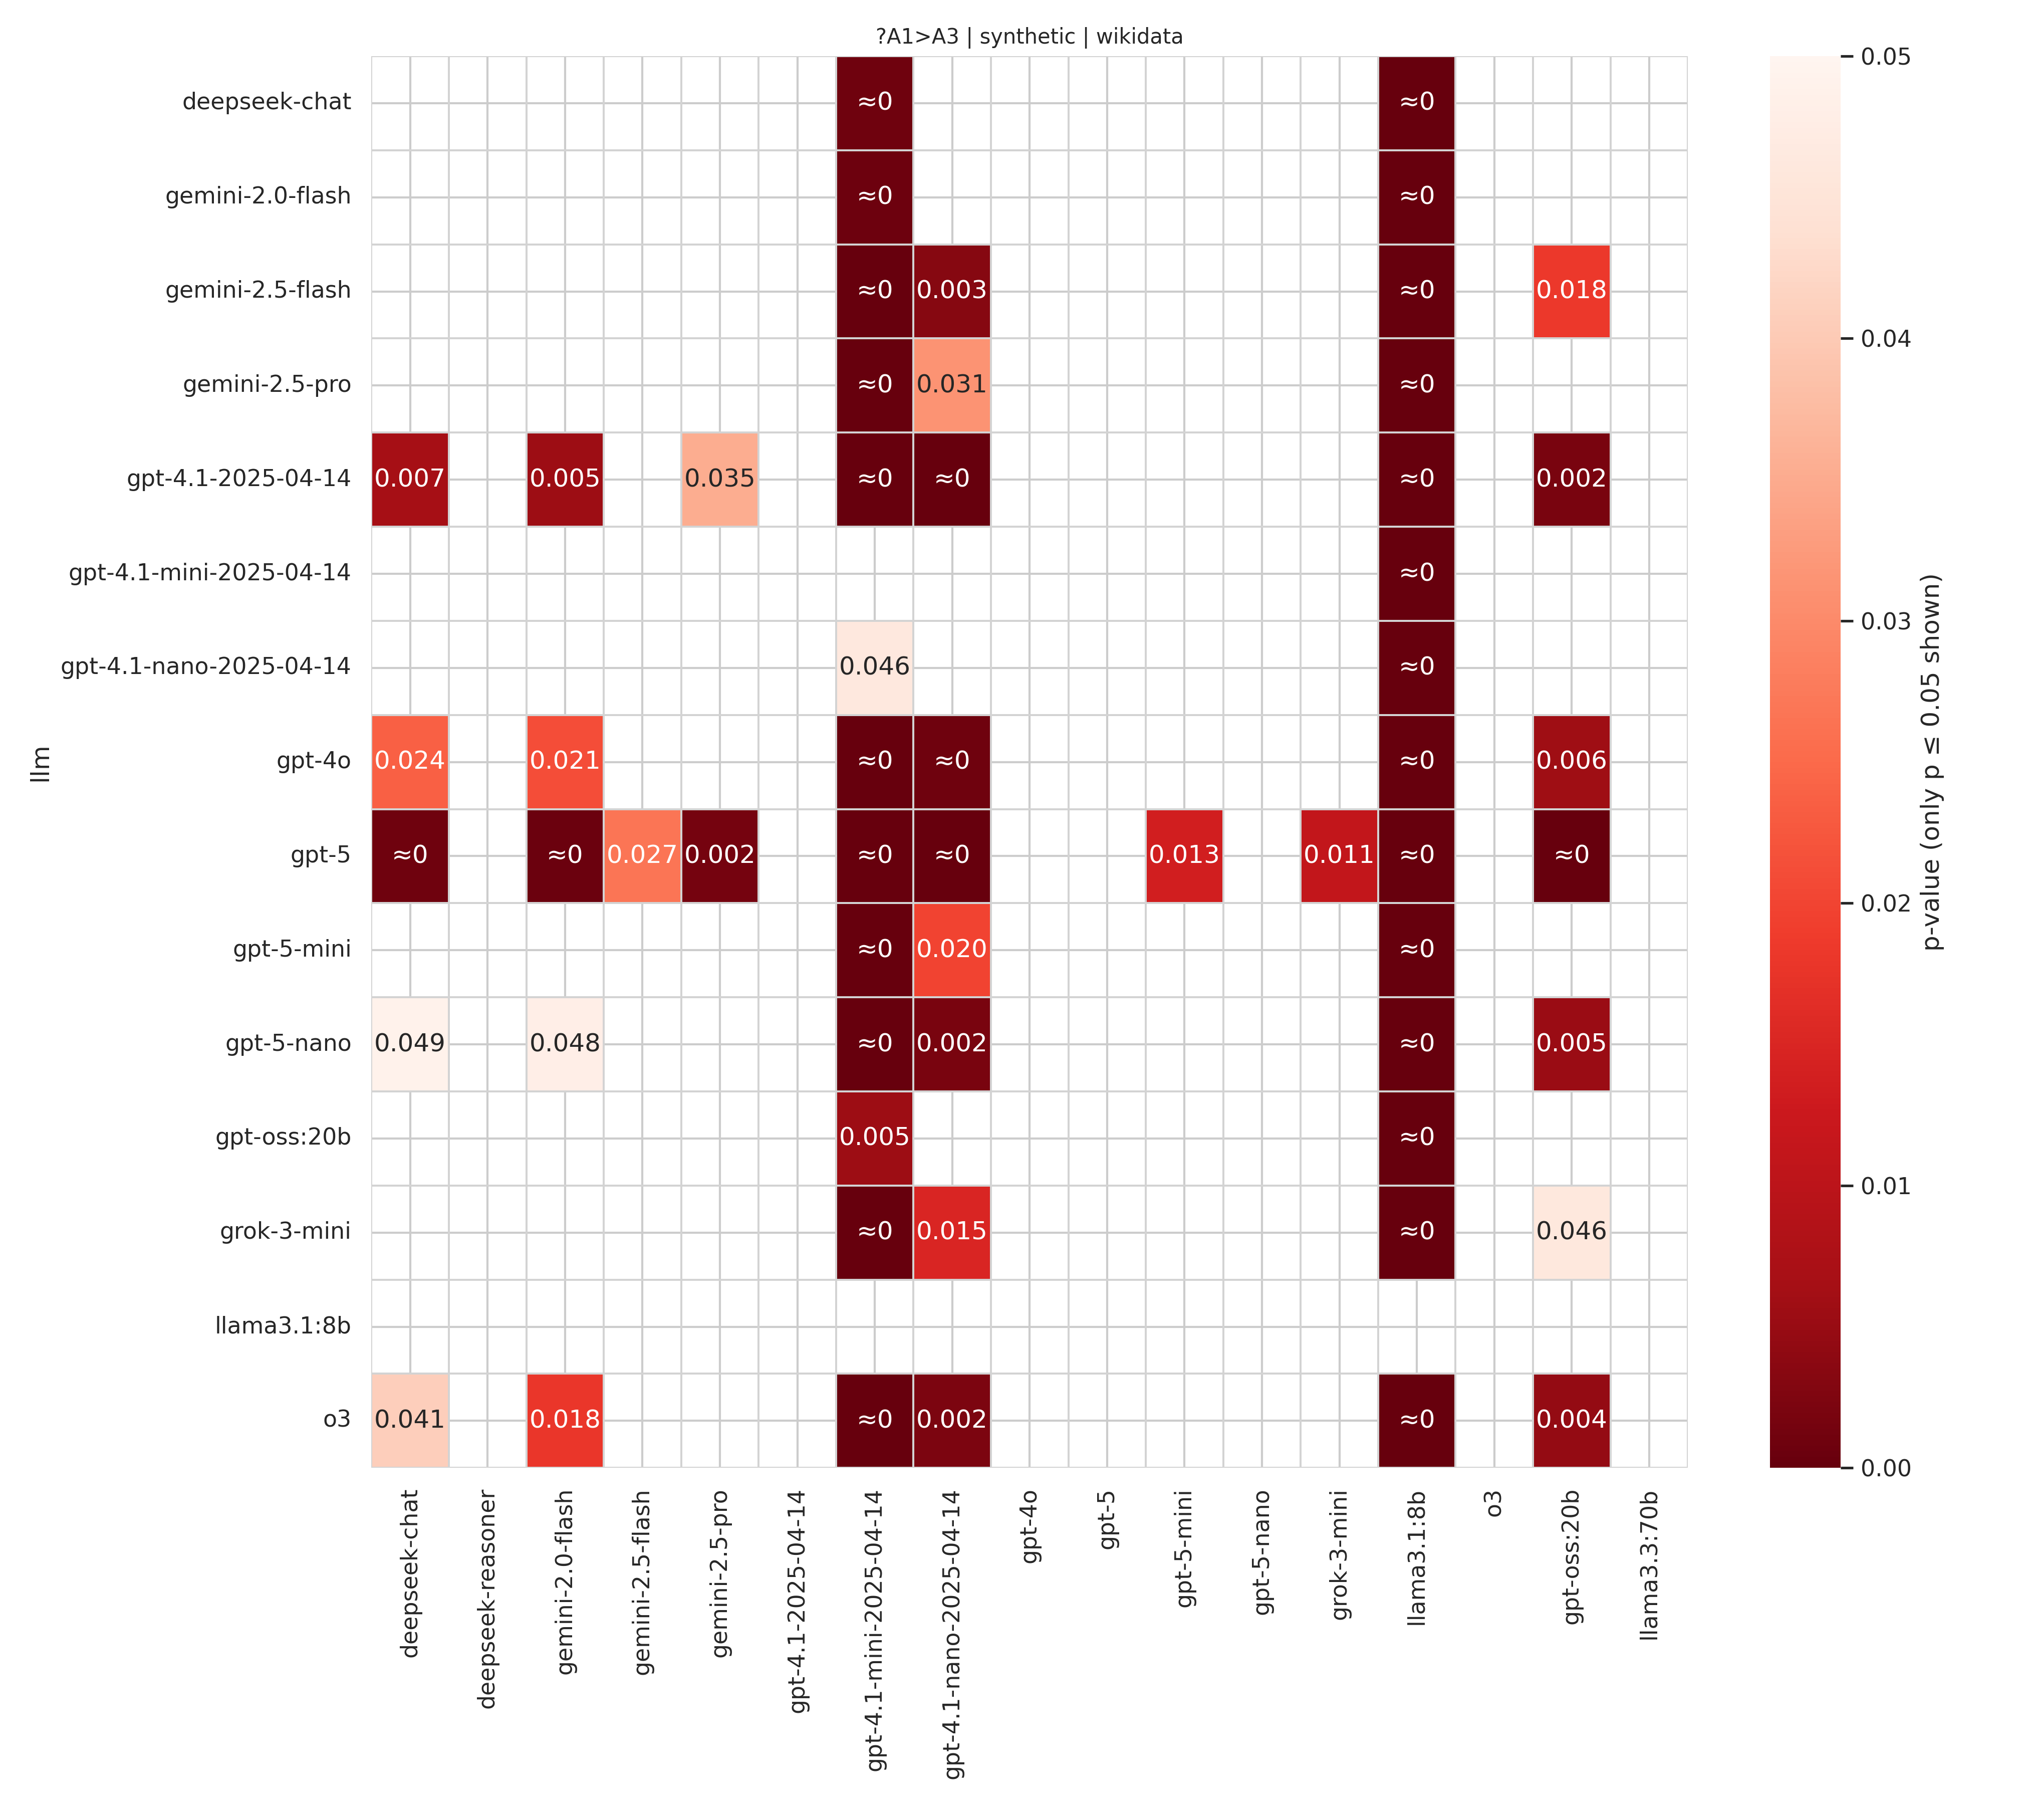 ?A1>A3 | synthetic | wikidata
deepseek-chat ≈0 ≈0
gemini-2.0-flash ≈0 ≈0
gemini-2.5-flash ≈0 0.003 ≈0 0.018
gemini-2.5-pro ≈0 0.031 ≈0
gpt-4.1-2025-04-14 0.007 0.005 0.035 ≈0 ≈0 ≈0 0.002
gpt-4.1-mini-2025-04-14 ≈0
gpt-4.1-nano-2025-04-14 0.046 ≈0
gpt-4o 0.024 0.021 ≈0 ≈0 ≈0 0.006
gpt-5 ≈0 ≈0 0.027 0.002 ≈0 ≈0 0.013 0.011 ≈0 ≈0
gpt-5-mini ≈0 0.020 ≈0
gpt-5-nano 0.049 0.048 ≈0 0.002 ≈0 0.005
gpt-oss:20b 0.005 ≈0
grok-3-mini ≈0 0.015 ≈0 0.046
llama3.1:8b
o3 0.041 0.018 ≈0 0.002 ≈0 0.004
llm
deepseek-chat
deepseek-reasoner
gemini-2.0-flash
gemini-2.5-flash
gemini-2.5-pro
gpt-4.1-2025-04-14
gpt-4.1-mini-2025-04-14
gpt-4.1-nano-2025-04-14
gpt-4o
gpt-5
gpt-5-mini
gpt-5-nano
grok-3-mini
llama3.1:8b
o3
gpt-oss:20b
llama3.3:70b
0.05
0.04
0.03
0.02
0.01
0.00
p-value (only p ≤ 0.05 shown)